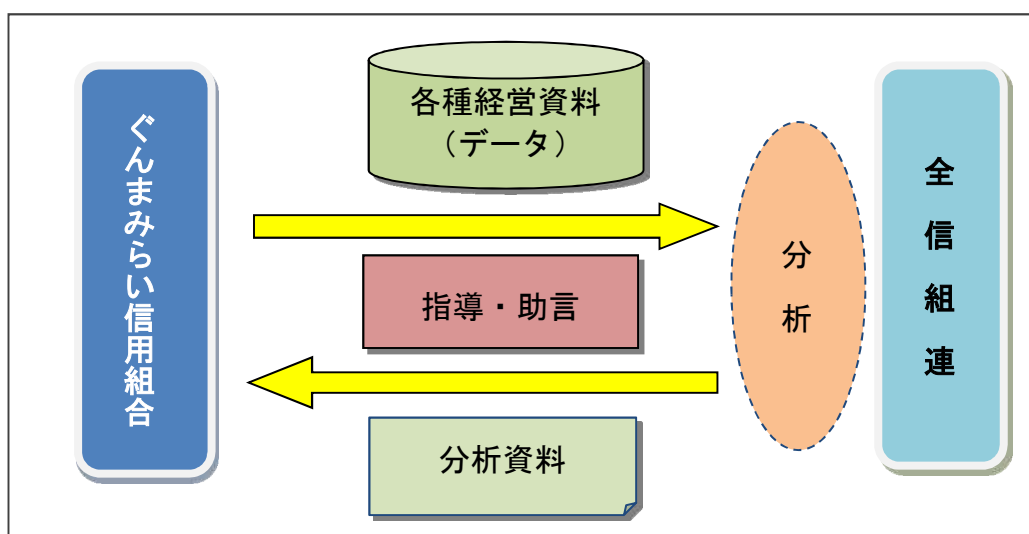 ぐんまみらい信用組合
各種経営資料
（データ）
指導・助言
分析資料
分析
全信組連